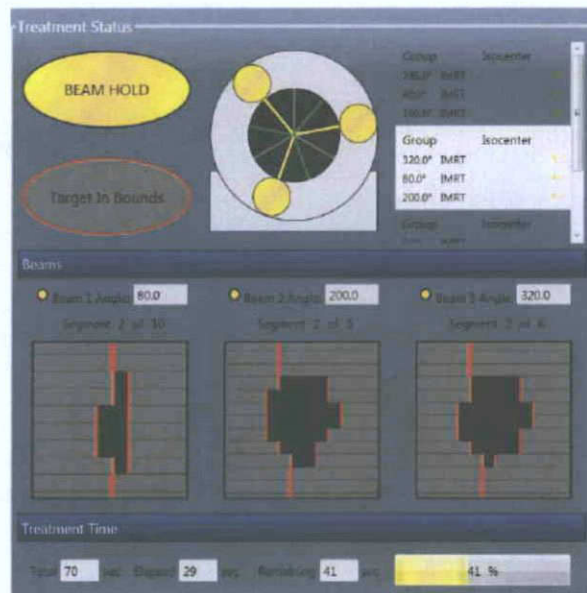 Treatment Status
BEAM HOLD
Target In Bounds
Group Isocenter
40.0° IMRT
Group Isocenter
320.0° IMRT
80.0° IMRT
200.0° IMRT
Group Isocenter
Beams
Beam 1 Angle: 80.0
Beam 2 Angle: 200.0
Beam 3 Angle: 320.0
Segment 2 of 10
Segment 2 of 5
Segment 2 of 6
Treatment Time
Total 70 sec Elapsed 29 sec Remaining 41 sec 41 %